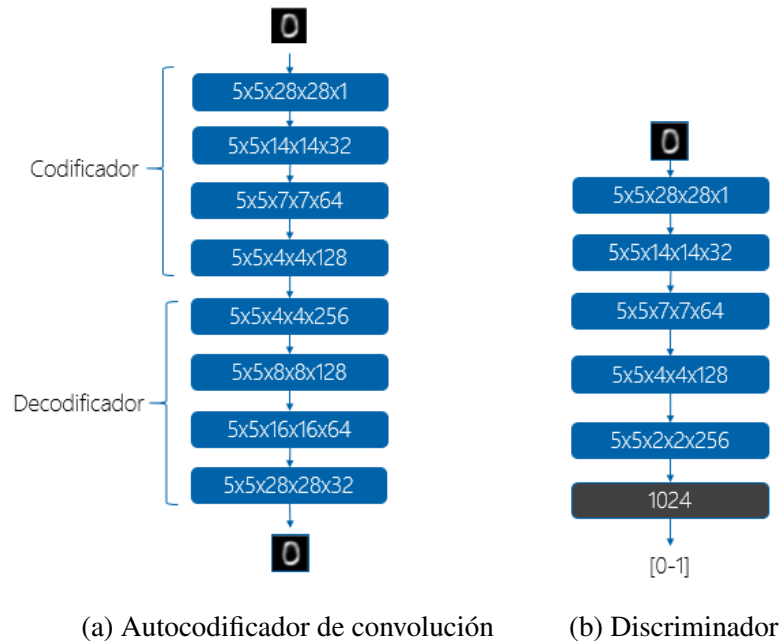 0
5x5x28x28x1
5x5x14x14x32
5x5x7x7x64
5x5x4x4x128
Codificador
5x5x4x4x256
5x5x8x8x128
5x5x16x16x64
5x5x28x28x32
Decodificador
0
(a) Autocodificador de convolución
0
5x5x28x28x1
5x5x14x14x32
5x5x7x7x64
5x5x4x4x128
5x5x2x2x256
1024
[0-1]
(b) Discriminador